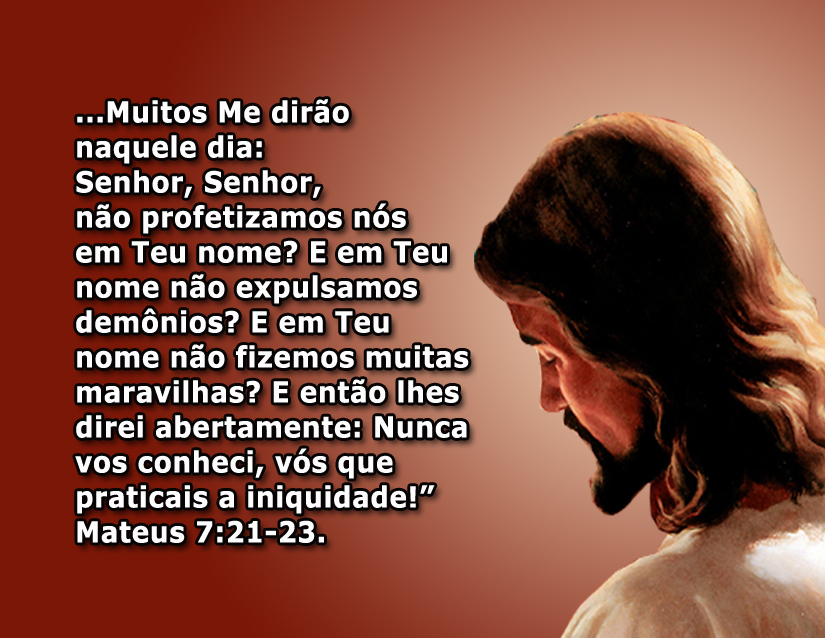 ...Muitos Me dirão
naquele dia:
Senhor, Senhor,
não profetizamos nós
em Teu nome? E em Teu
nome não expulsamos
demônios? E em Teu
nome não fizemos muitas
maravilhas? E então lhes
direi abertamente: Nunca
vos conheci, vós que
praticais a iniquidade!”
Mateus 7:21-23.